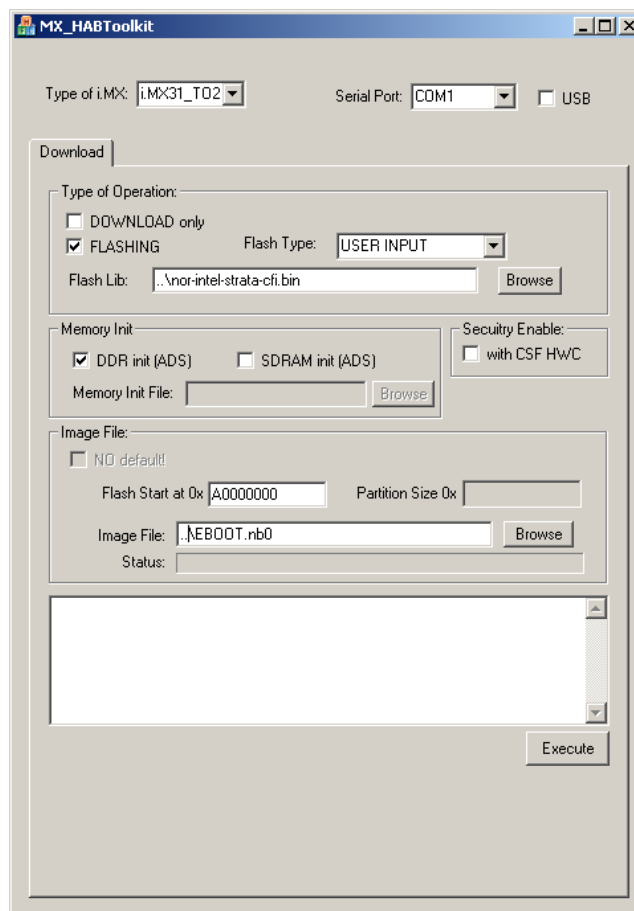 MX_HABToolkit
Type of i.MX: i.MX31_TO2 Serial Port: COM1 USB
Download
Type of Operation:
DOWNLOAD only
FLASHING Flash Type: USER INPUT
Flash Lib: ..\nor-intel-strata-cfi.bin Browse
Memory Init Secuitry Enable:
DDR init (ADS) SDRAM init (ADS) with CSF HWC
Memory Init File: Browse
Image File:
NO default!
Flash Start at 0x A0000000 Partition Size 0x
Image File: ..\EBOOT.nb0 Browse
Status:
Execute